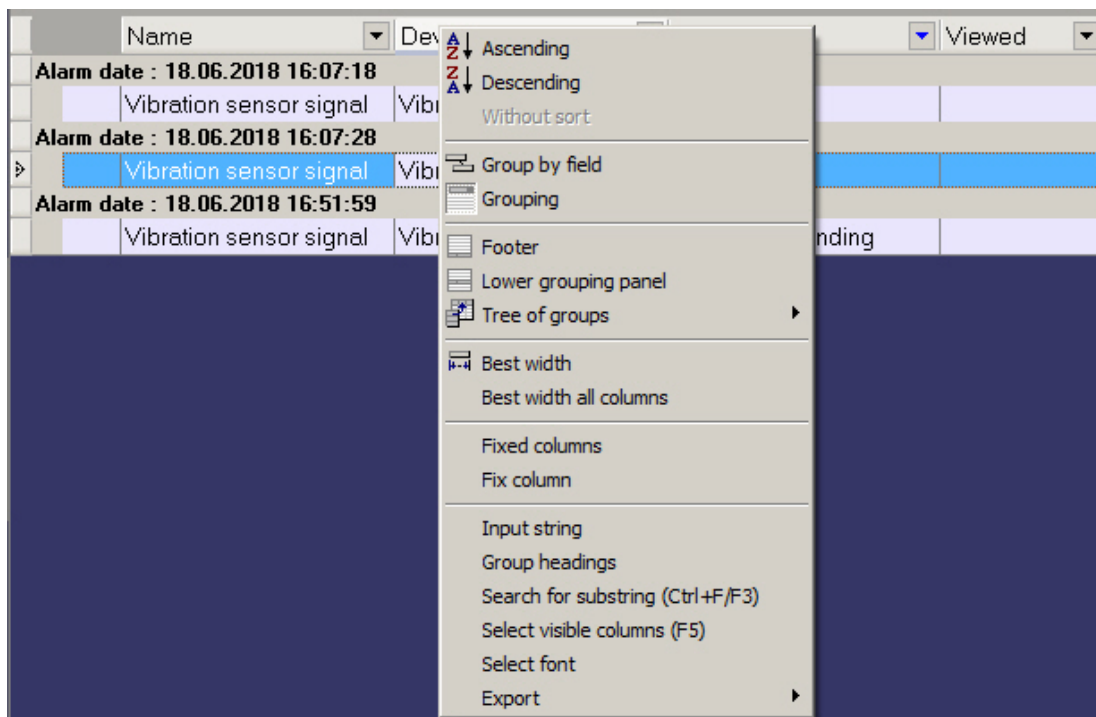 Name Dev Viewed
Alarm date : 18.06.2018 16:07:18
Vibration sensor signal Vib
Alarm date : 18.06.2018 16:07:28
Vibration sensor signal Vib
Alarm date : 18.06.2018 16:51:59
Vibration sensor signal Vib nding
Ascending
Descending
Without sort
Group by field
Grouping
Footer
Lower grouping panel
Tree of groups
Best width
Best width all columns
Fixed columns
Fix column
Input string
Group headings
Search for substring (Ctrl+F/F3)
Select visible columns (F5)
Select font
Export